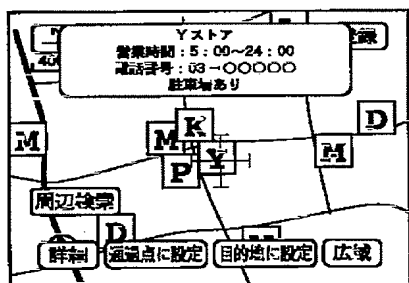 Yストア
営業時間：5：00～24：00
電話番号：03－○○○○○
駐車場あり
400
録
K
D
M
M
Y
M
P
周辺検索
D
詳細
通過点に設定
目的地に設定
広域